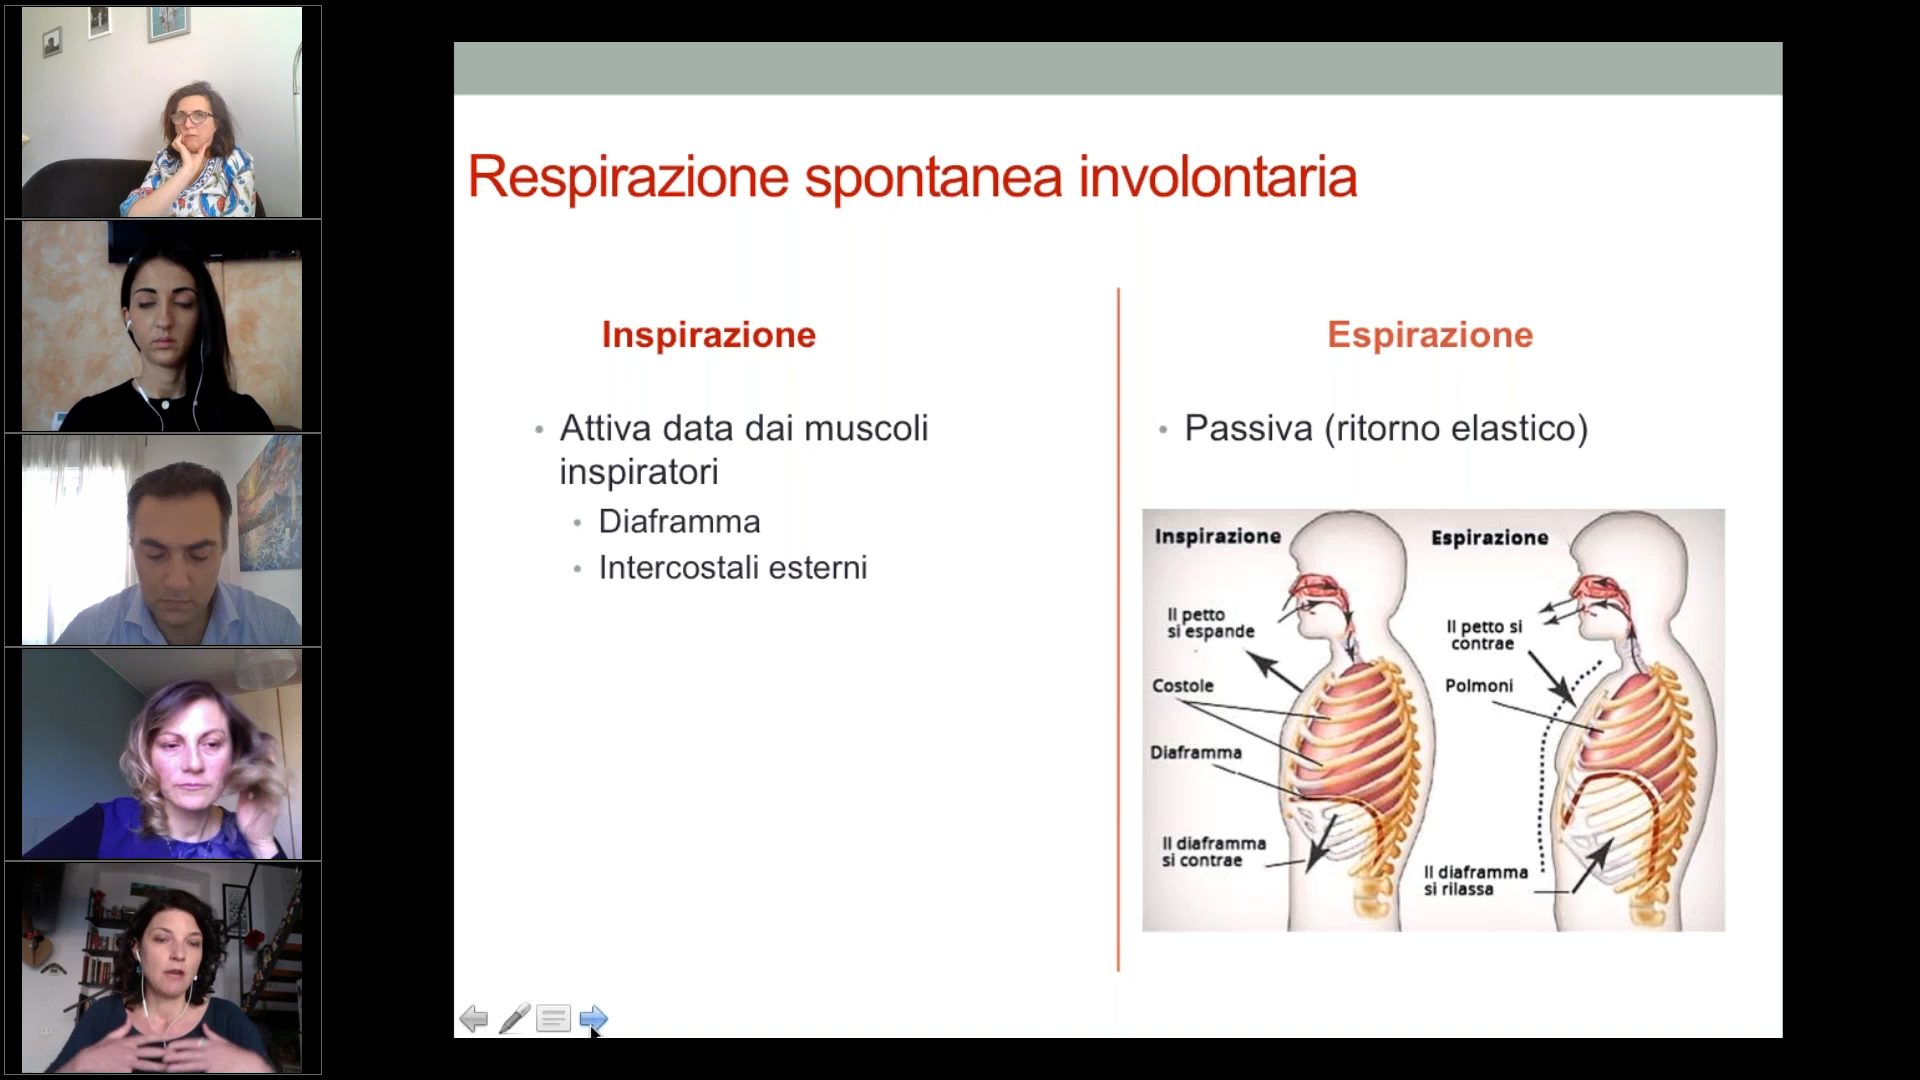 Respirazione spontanea involontaria
Inspirazione
Attiva data dai muscoli
inspiratori
Diaframma
Intercostali esterni
Espirazione
Passiva (ritorno elastico)
Inspirazione
Il petto
si espande
Costole
Diaframma
Il diaframma
si contrae
Espirazione
Il petto si
contrae
Polmoni
Il diaframma
si rilassa